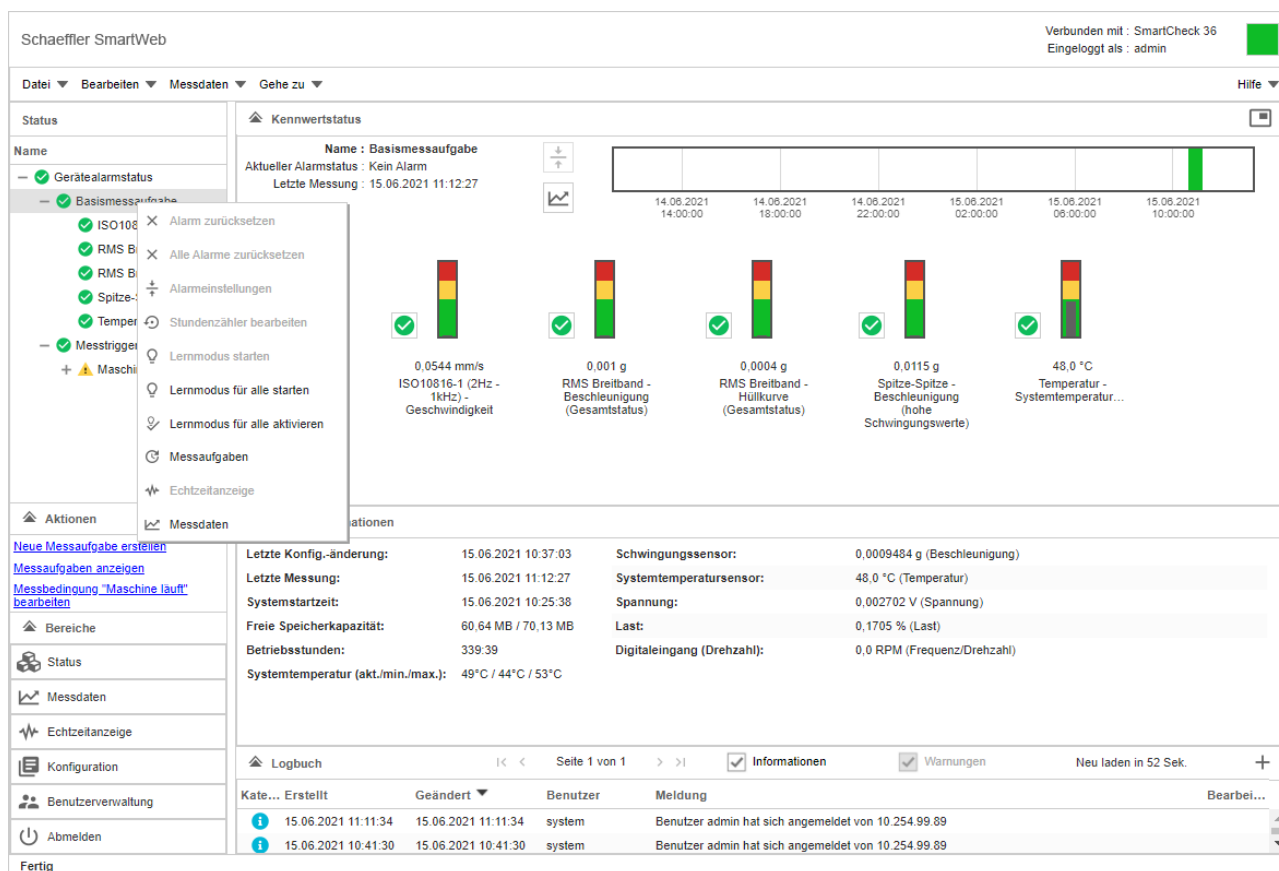 Schaeffler SmartWeb
Verbunden mit : SmartCheck 36
Eingeloggt als : admin
Datei Bearbeiten Messdaten Gehe zu Hilfe
Status
Name
Gerätealarmstatus
Basismessaufgabe
ISO108
RMS B
RMS B
Spitze-
Temper
Messtrigger
Maschi
Alarm zurücksetzen
Alle Alarme zurücksetzen
Alarmeinstellungen
Stundenzähler bearbeiten
Lernmodus starten
Lernmodus für alle starten
Lernmodus für alle aktivieren
Messaufgaben
Echtzeitanzeige
Messdaten
Kennwertstatus
Name : Basismessaufgabe
Aktueller Alarmstatus : Kein Alarm
Letzte Messung : 15.06.2021 11:12:27
14.06.2021 14.06.2021 14.06.2021 15.06.2021 15.06.2021 15.06.2021
14:00:00 18:00:00 22:00:00 02:00:00 06:00:00 10:00:00
0,0544 mm/s
ISO10816-1 (2Hz -
1kHz) -
Geschwindigkeit
0,001 g
RMS Breitband -
Beschleunigung
(Gesamtstatus)
0,0004 g
RMS Breitband -
Hüllkurve
(Gesamtstatus)
0,0115 g
Spitze-Spitze -
Beschleunigung
(hohe
Schwingungswerte)
48,0 °C
Temperatur -
Systemtemperatur…
Aktionen
Neue Messaufgabe erstellen
Messaufgaben anzeigen
Messbedingung "Maschine läuft"
bearbeiten
Bereiche
Status
Messdaten
Echtzeitanzeige
Konfiguration
Benutzerverwaltung
Abmelden
ationen
Letzte Konfig.-änderung: 15.06.2021 10:37:03 Schwingungssensor: 0,0009484 g (Beschleunigung)
Letzte Messung: 15.06.2021 11:12:27 Systemtemperatursensor: 48,0 °C (Temperatur)
Systemstartzeit: 15.06.2021 10:25:38 Spannung: 0,002702 V (Spannung)
Freie Speicherkapazität: 60,64 MB / 70,13 MB Last: 0,1705 % (Last)
Betriebsstunden: 339:39 Digitaleingang (Drehzahl): 0,0 RPM (Frequenz/Drehzahl)
Systemtemperatur (akt./min./max.): 49°C / 44°C / 53°C
Logbuch Seite 1 von 1 Informationen Warnungen Neu laden in 52 Sek.
Kate... Erstellt Geändert Benutzer Meldung Bearbei...
15.06.2021 11:11:34 15.06.2021 11:11:34 system Benutzer admin hat sich angemeldet von 10.254.99.89
15.06.2021 10:41:30 15.06.2021 10:41:30 system Benutzer admin hat sich angemeldet von 10.254.99.89
Fertig